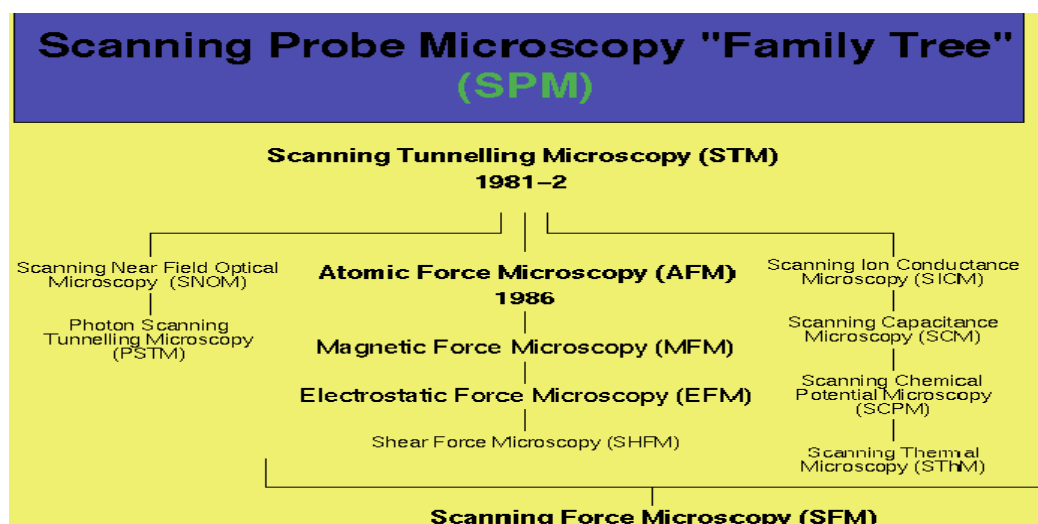 Scanning Probe Microscopy "Family Tree"
(SPM)
Scanning Tunnelling Microscopy (STM)
1981-2
Scanning Near Field Optical
Microscopy (SNOM)
Photon Scanning
Tunnelling Microscopy
(PSTM)
Atomic Force Microscopy (AFM)
1986
Magnetic Force Microscopy (MFM)
Electrostatic Force Microscopy (EFM)
Shear Force Microscopy (SHFM)
Scanning Ion Conductance
Microscopy (SICM)
Scanning Capacitance
Microscopy (SCM)
Scanning Chemical
Potential Microscopy
(SCPM)
Scanning Thermal
Microscopy (SThM)
Scanning Force Microscopy (SFM)